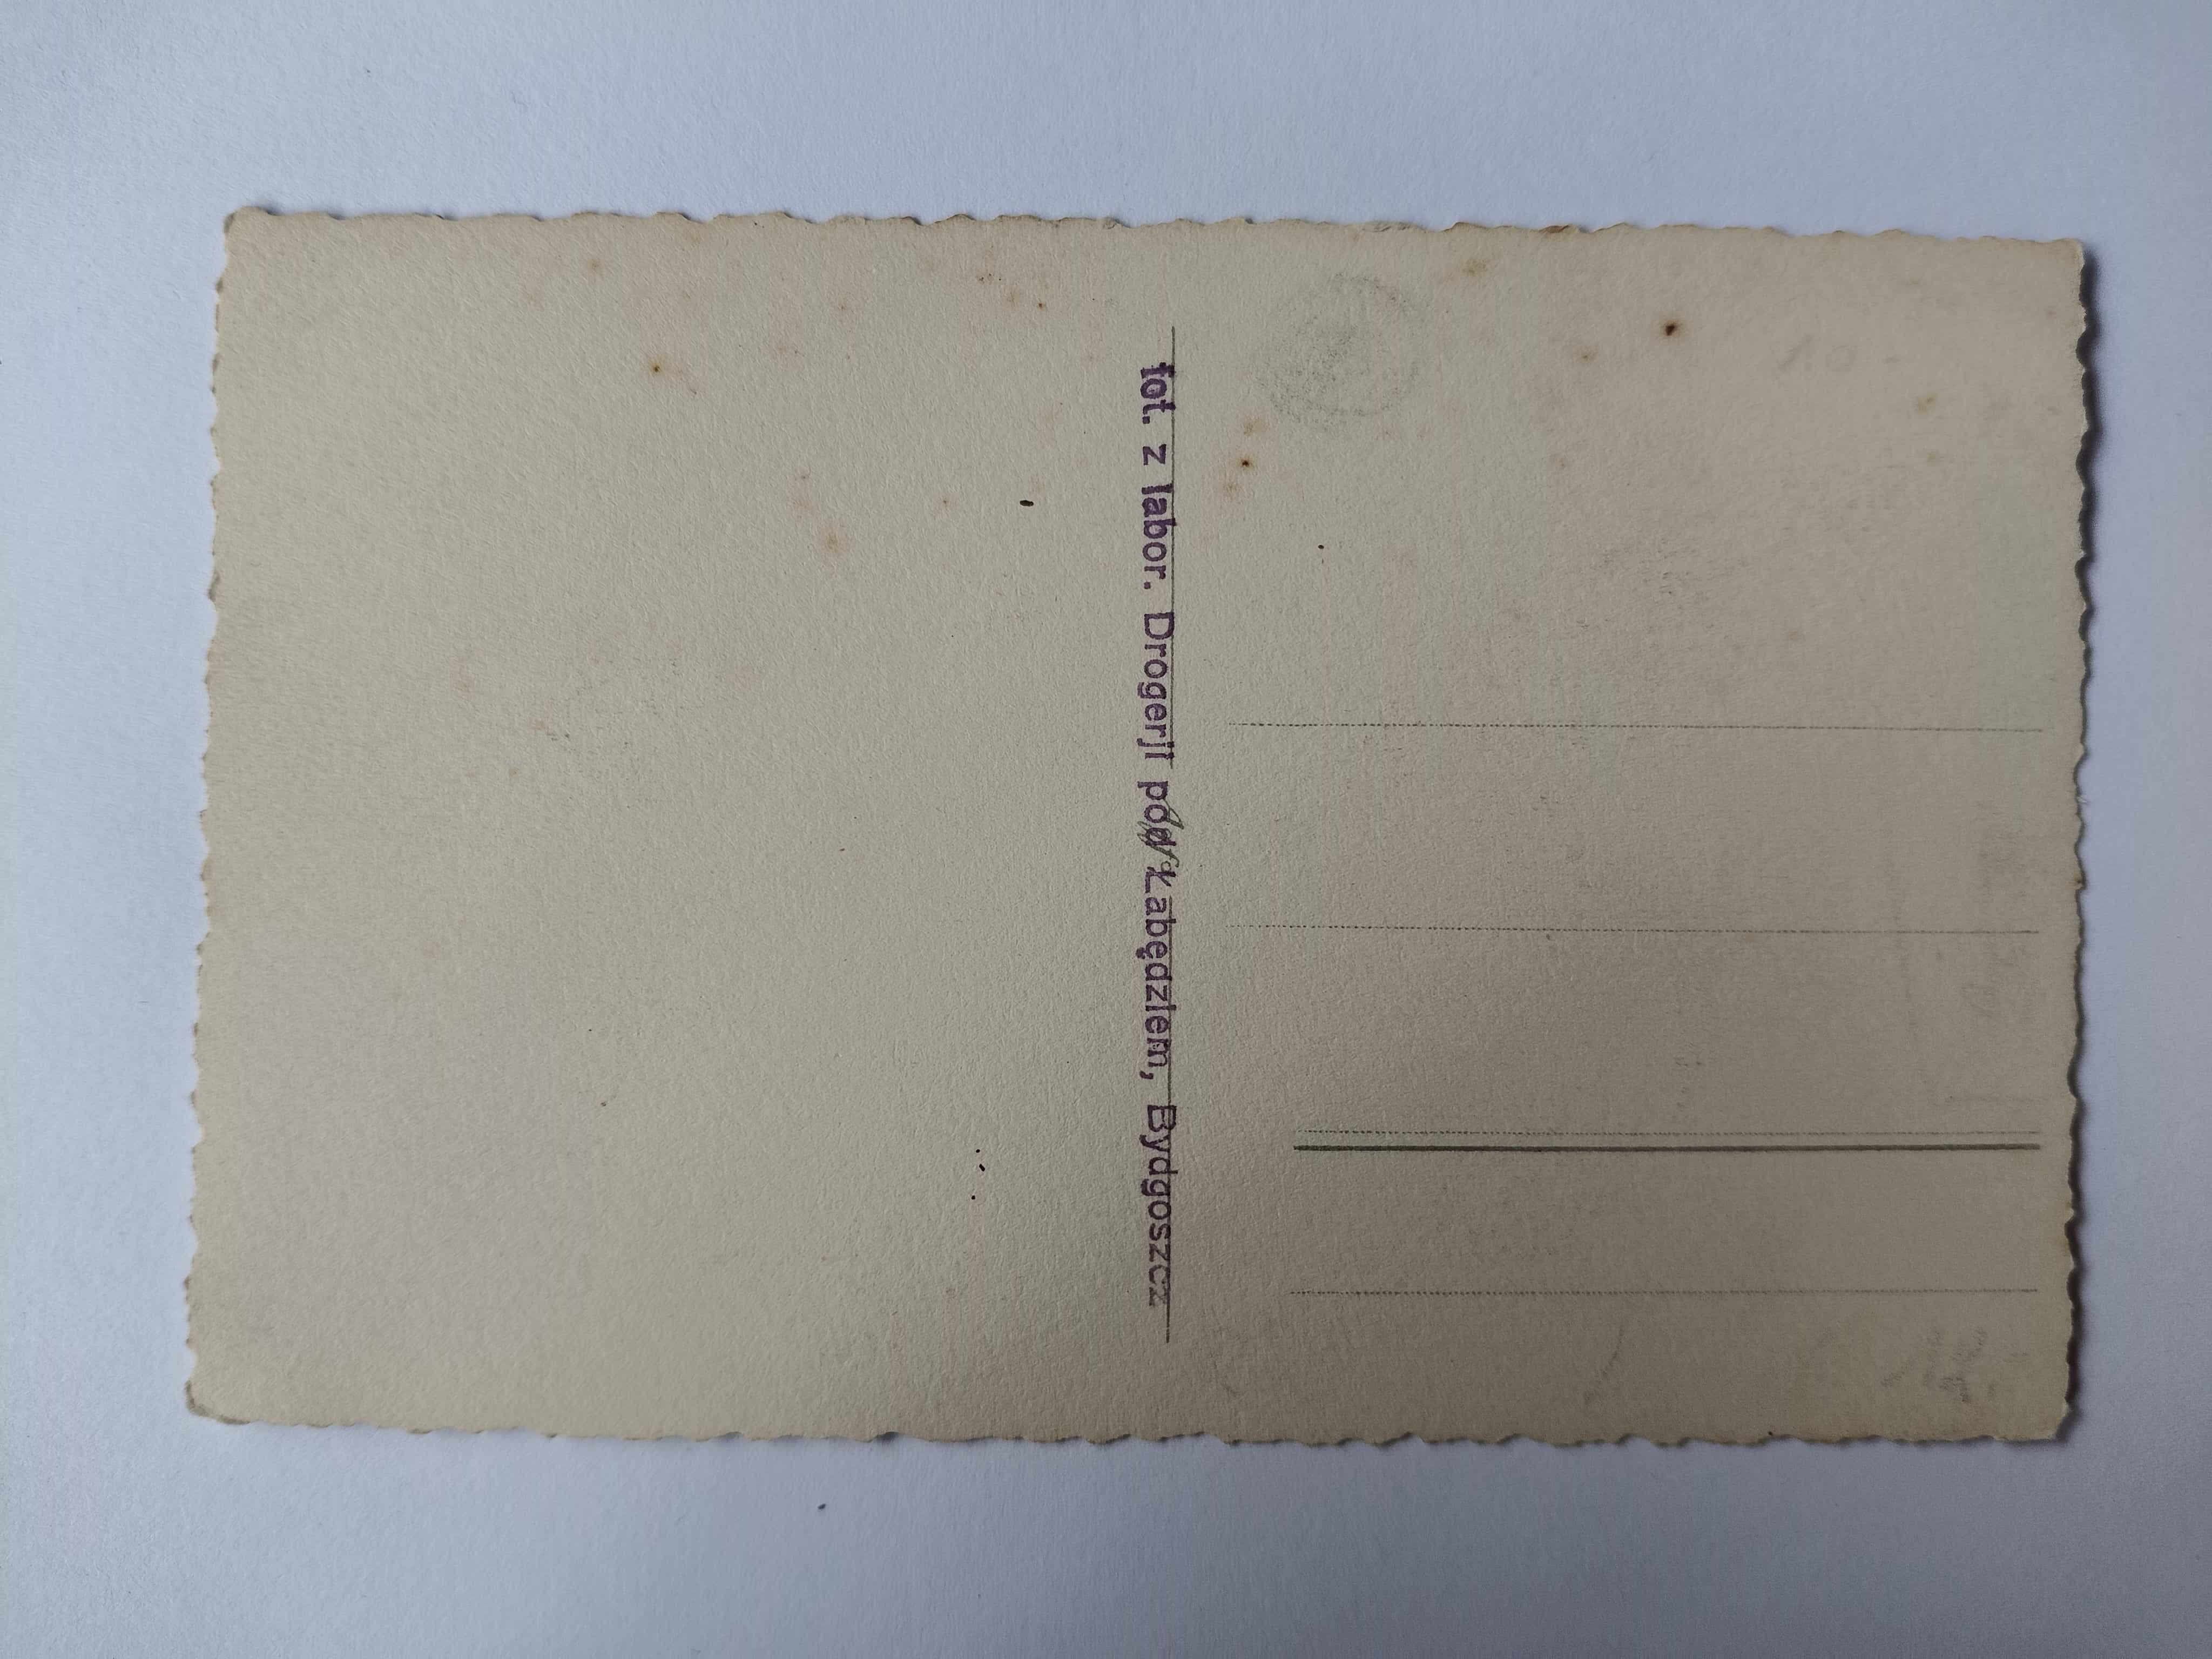 fot. z labor. Drogerji pod Łabędziem, Bydgoszcz